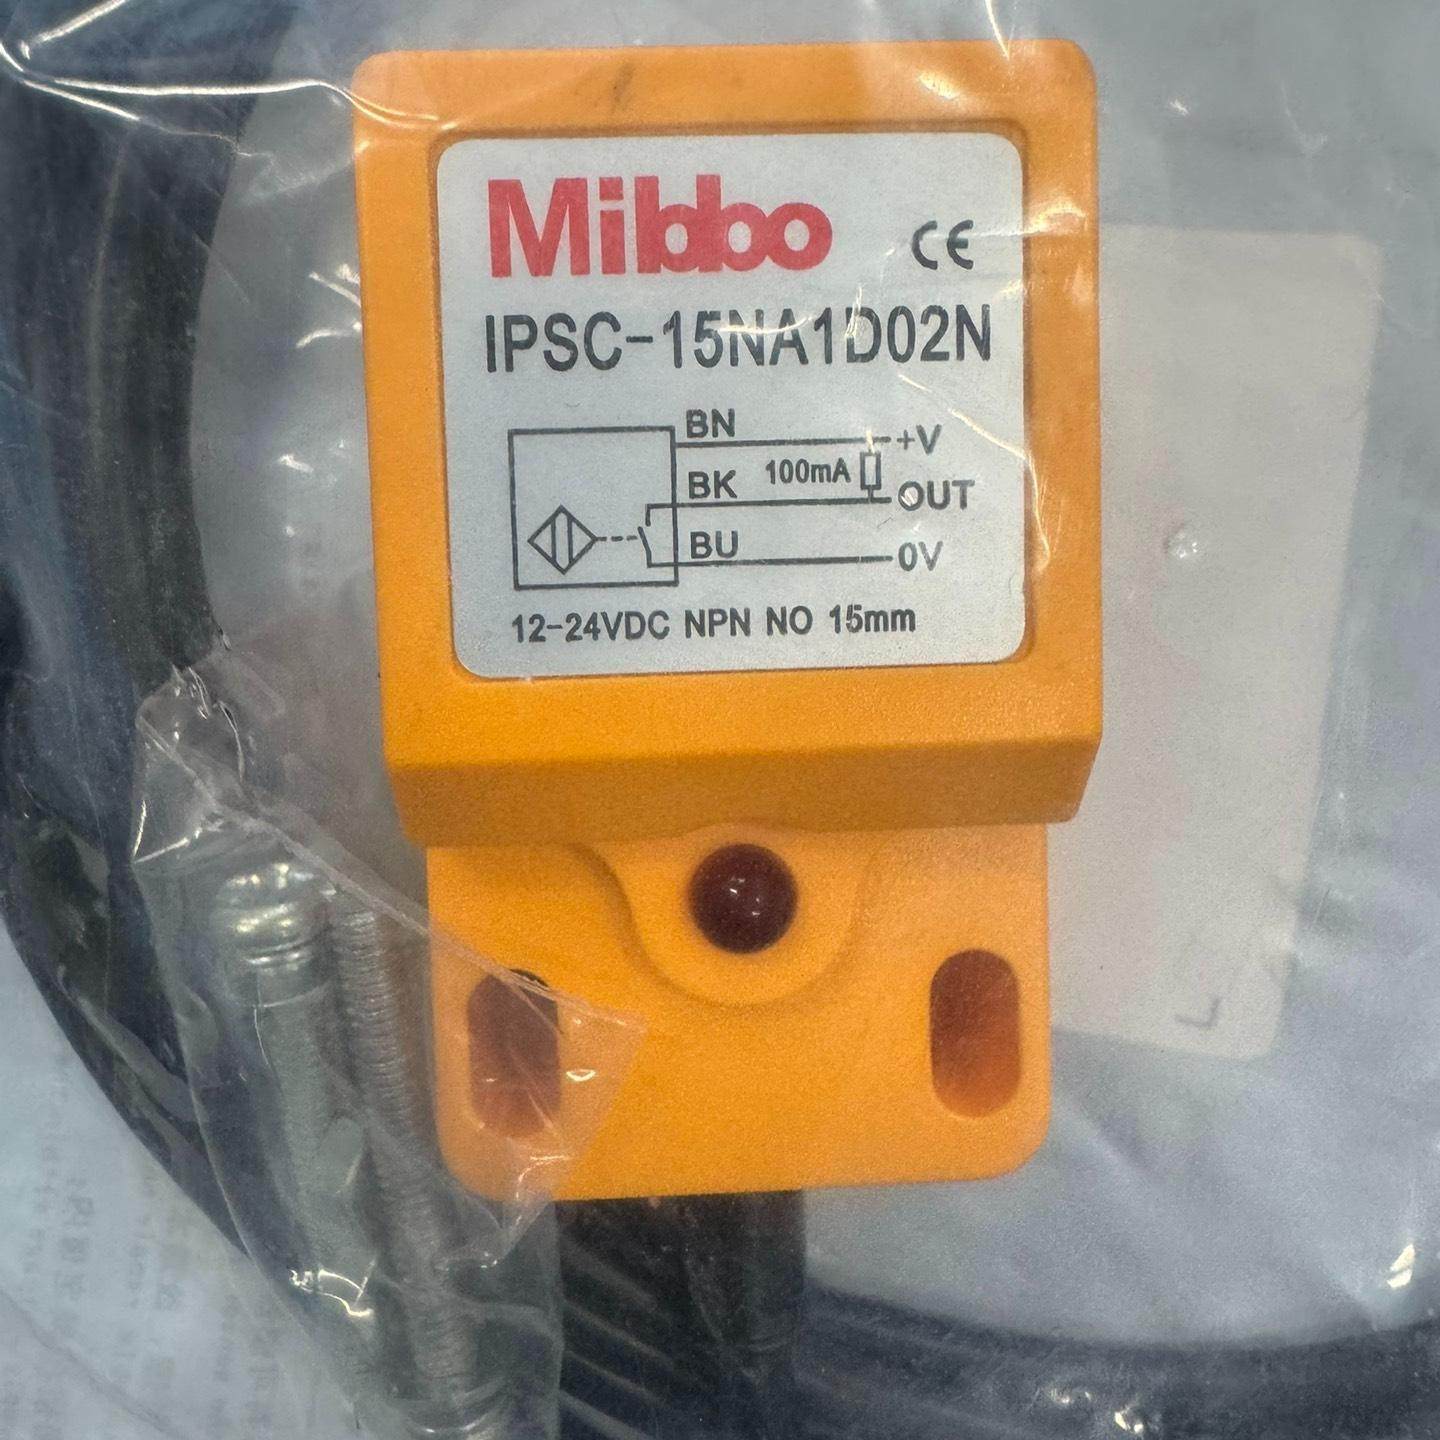 Mibbo CE
IPSC-15NA1D02N
BN
+V
BK 100mA
OUT
BU
0V
12-24VDC NPN NO 15mm